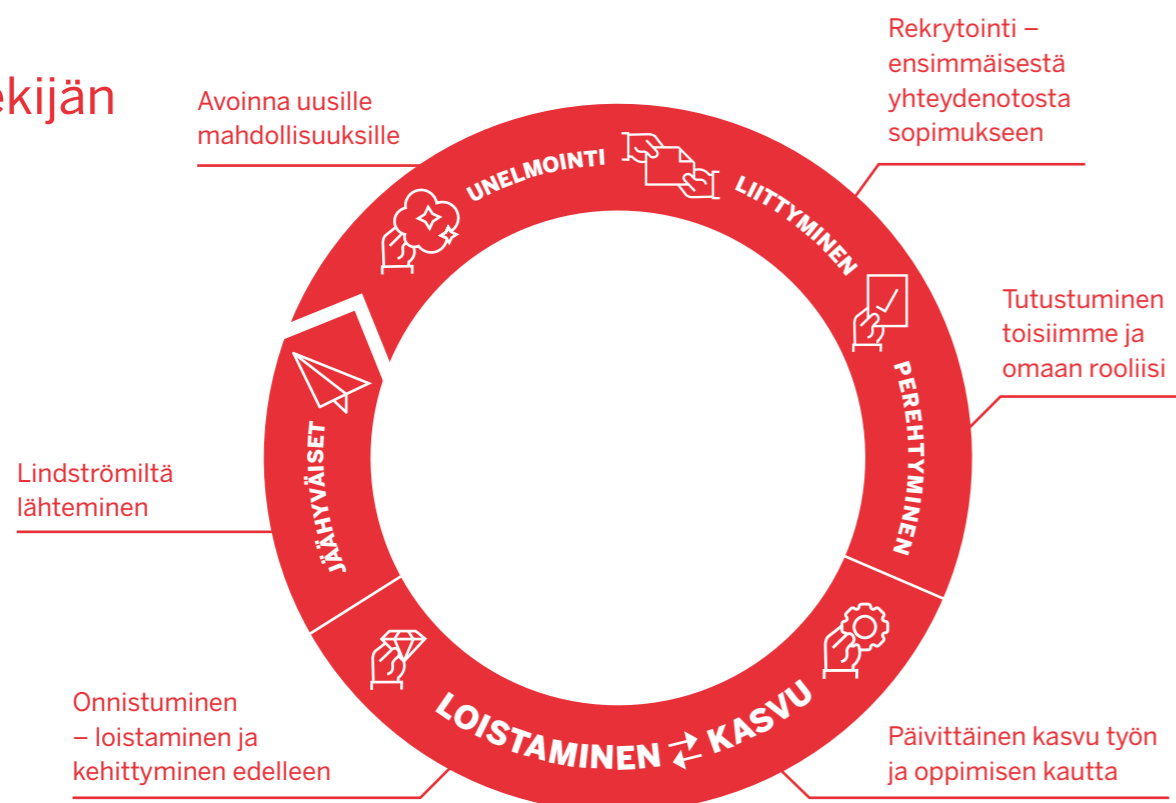 ekijän
Avoinna uusille
mahdollisuuksille
UNELMOINTI
Rekrytointi –
ensimmäisestä
yhteydenotosta
sopimukseen
LIITTYMINEN
Tutustuminen
toisiimme ja
omaan rooliisi
PEREHTYMINEN
Päivittäinen kasvu työn
ja oppimisen kautta
LOISTAMINEN ⇄ KASVU
Onnistuminen
– loistaminen ja
kehittyminen edelleen
Lindströmiltä
lähteminen
JÄÄHYVÄISET